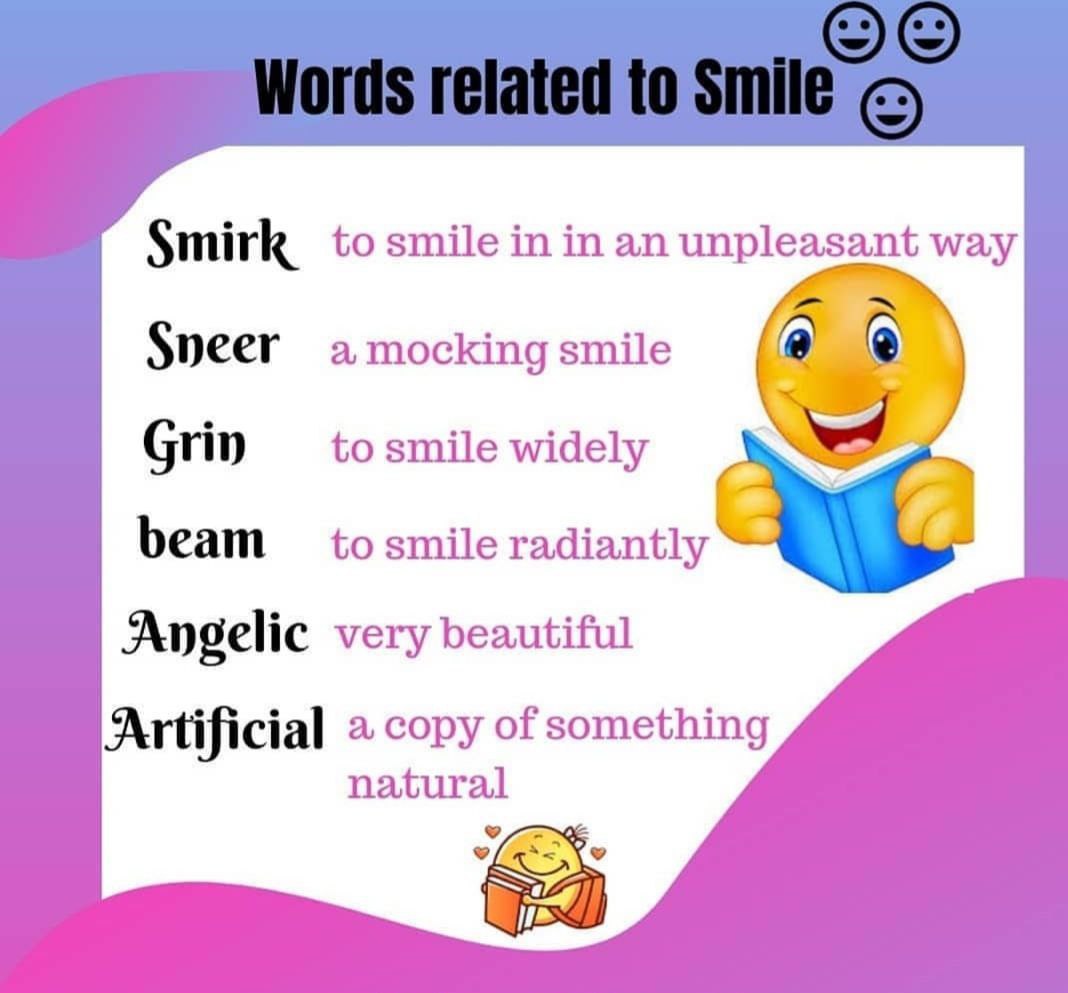 Words related to Smile
Smirk to smile in in an unpleasant way
Sneer a mocking smile
Grin to smile widely
beam to smile radiantly
Angelic very beautiful
Artificial a copy of something
natural